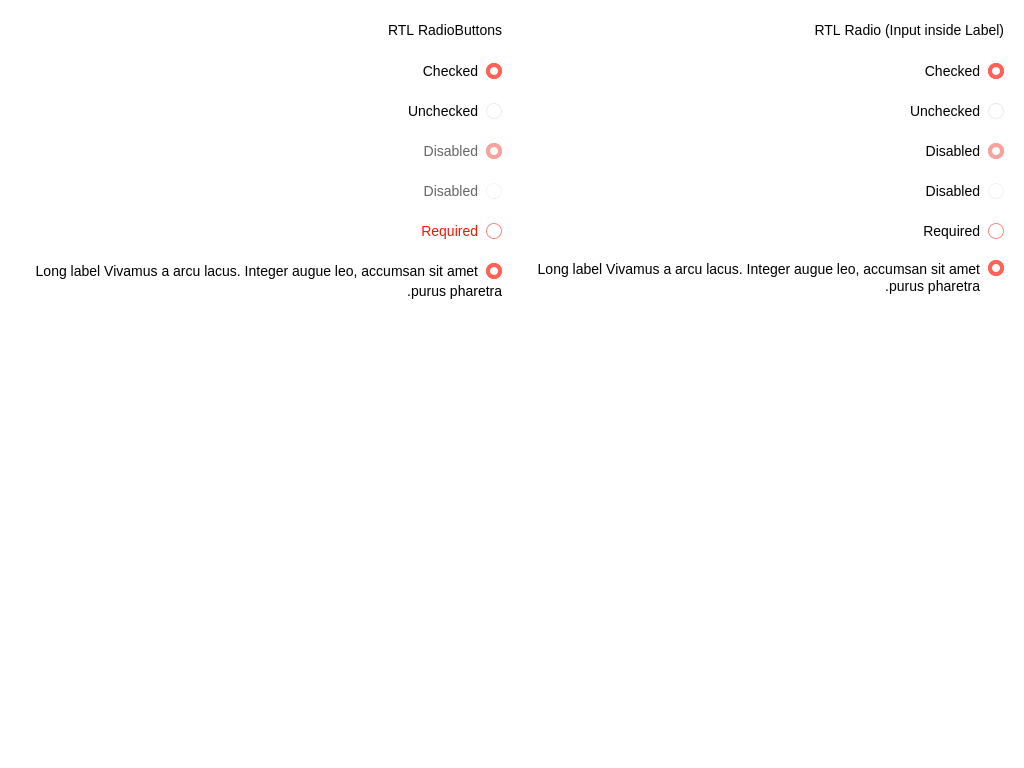 RTL RadioButtons
Checked
Unchecked
Disabled
Disabled
Required
Long label Vivamus a arcu lacus. Integer augue leo, accumsan sit amet
.purus pharetra
RTL Radio (Input inside Label)
Checked
Unchecked
Disabled
Disabled
Required
Long label Vivamus a arcu lacus. Integer augue leo, accumsan sit amet
.purus pharetra